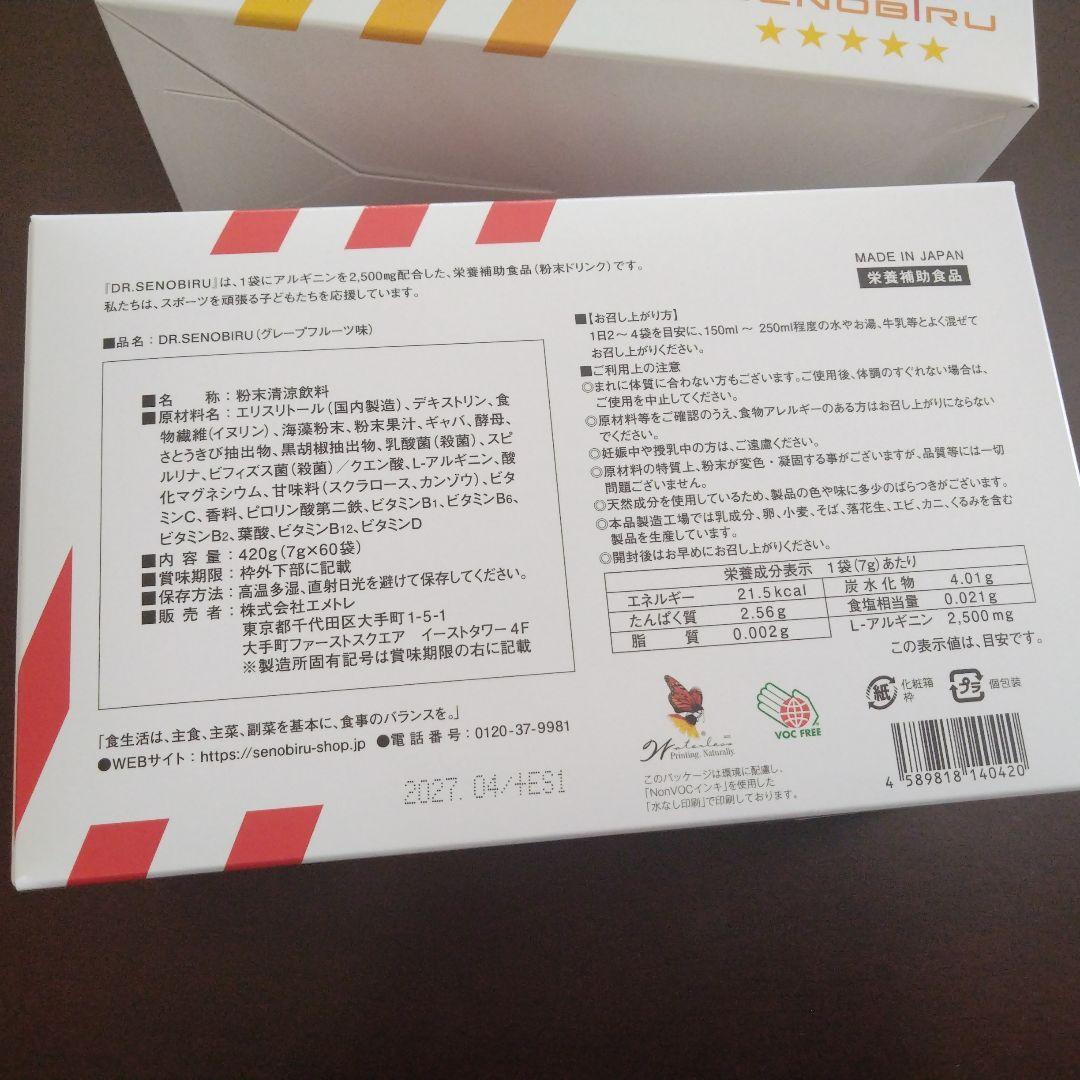 SENOBIRU
★★★★★
『DR.SENOBIRU』は、1袋にアルギニンを2,500mg配合した、栄養補助食品(粉末ドリンク)です。
私たちは、スポーツを頑張る子どもたちを応援しています。
■品名：DR.SENOBIRU(グレープフルーツ味)
■名　　称：粉末清涼飲料
■原材料名：エリスリトール(国内製造)、デキストリン、食
物繊維(イヌリン)、海藻粉末、粉末果汁、ギャバ、酵母、
さとうきび抽出物、黒胡椒抽出物、乳酸菌(殺菌)、スピ
ルリナ、ビフィズス菌(殺菌)／クエン酸、L-アルギニン、酸
化マグネシウム、甘味料(スクラロース、カンゾウ)、ビタ
ミンC、香料、ピロリン酸第二鉄、ビタミンB1、ビタミンB6、
ビタミンB2、葉酸、ビタミンB12、ビタミンD
■内 容 量：420g(7g×60袋)
■賞味期限：枠外下部に記載
■保存方法：高温多湿、直射日光を避けて保存してください。
■販 売 者：株式会社エメトレ
東京都千代田区大手町1-5-1
大手町ファーストスクエア　イーストタワー4F
※製造所固有記号は賞味期限の右に記載
「食生活は、主食、主菜、副菜を基本に、食事のバランスを。」
●WEBサイト：https://senobiru-shop.jp ●電話番号：0120-37-9981
2027.04/+ES1
MADE IN JAPAN
栄養補助食品
■【お召し上がり方】
1日2〜4袋を目安に、150ml〜 250ml程度の水やお湯、牛乳等とよく混ぜて
お召し上がりください。
■ご利用上の注意
◎まれに体質に合わない方もございます。ご使用後、体調のすぐれない場合は、
ご使用を中止してください。
◎原材料等をご確認のうえ、食物アレルギーのある方はお召し上がりにならない
でください。
◎妊娠中や授乳中の方は、ご遠慮ください。
◎原材料の特質上、粉末が変色・凝固する事がございますが、品質等には一切
問題ございません。
◎天然成分を使用しているため、製品の色や味に多少のばらつきがございます。
◎本品製造工場では乳成分、卵、小麦、そば、落花生、エビ、カニ、くるみを含む
製品を生産しています。
◎開封後はお早めにお召し上がりください。
栄養成分表示　1袋(7g)あたり
エネルギー 21.5kcal 炭水化物 4.01g
たんぱく質 2.56g 食塩相当量 0.021g
脂　　質 0.002g L-アルギニン 2,500mg
この表示値は、目安です。
Waterless
Printing, Naturally.
VOC FREE
紙 化粧箱
枠
プラ 個包装
このパッケージは環境に配慮し、
「NonVOCインキ」を使用した
「水なし印刷」で印刷しております。
4 589818 140420